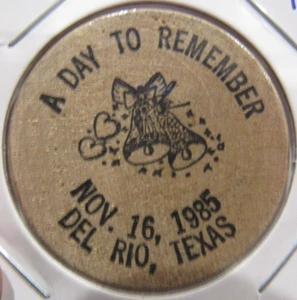 A DAY TO REMEMBER
NOV. 16, 1985
DEL RIO, TEXAS